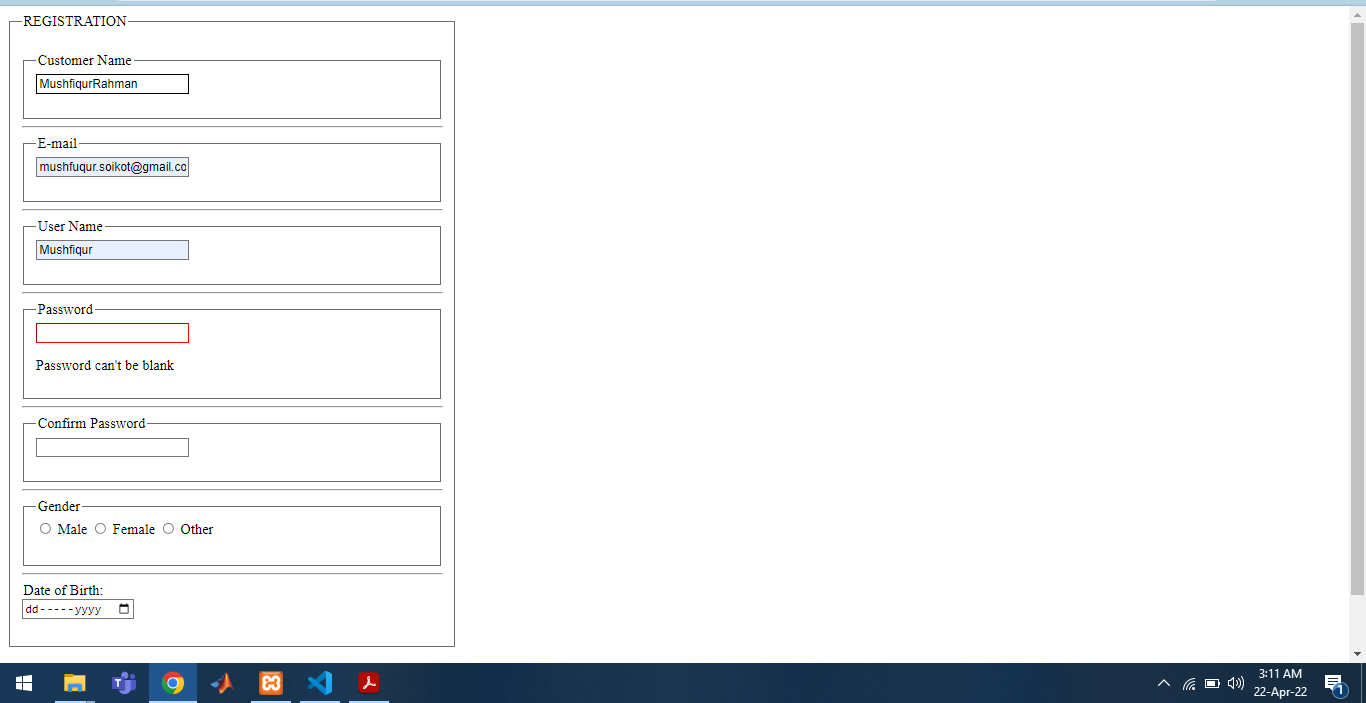 REGISTRATION
Customer Name
MushfiqurRahman
E-mail
mushfuqur.soikot@gmail.co
User Name
Mushfiqur
Password
Password can't be blank
Confirm Password
Gender
Male Female Other
Date of Birth:
dd-----yyyy
3:11 AM
22-Apr-22
1